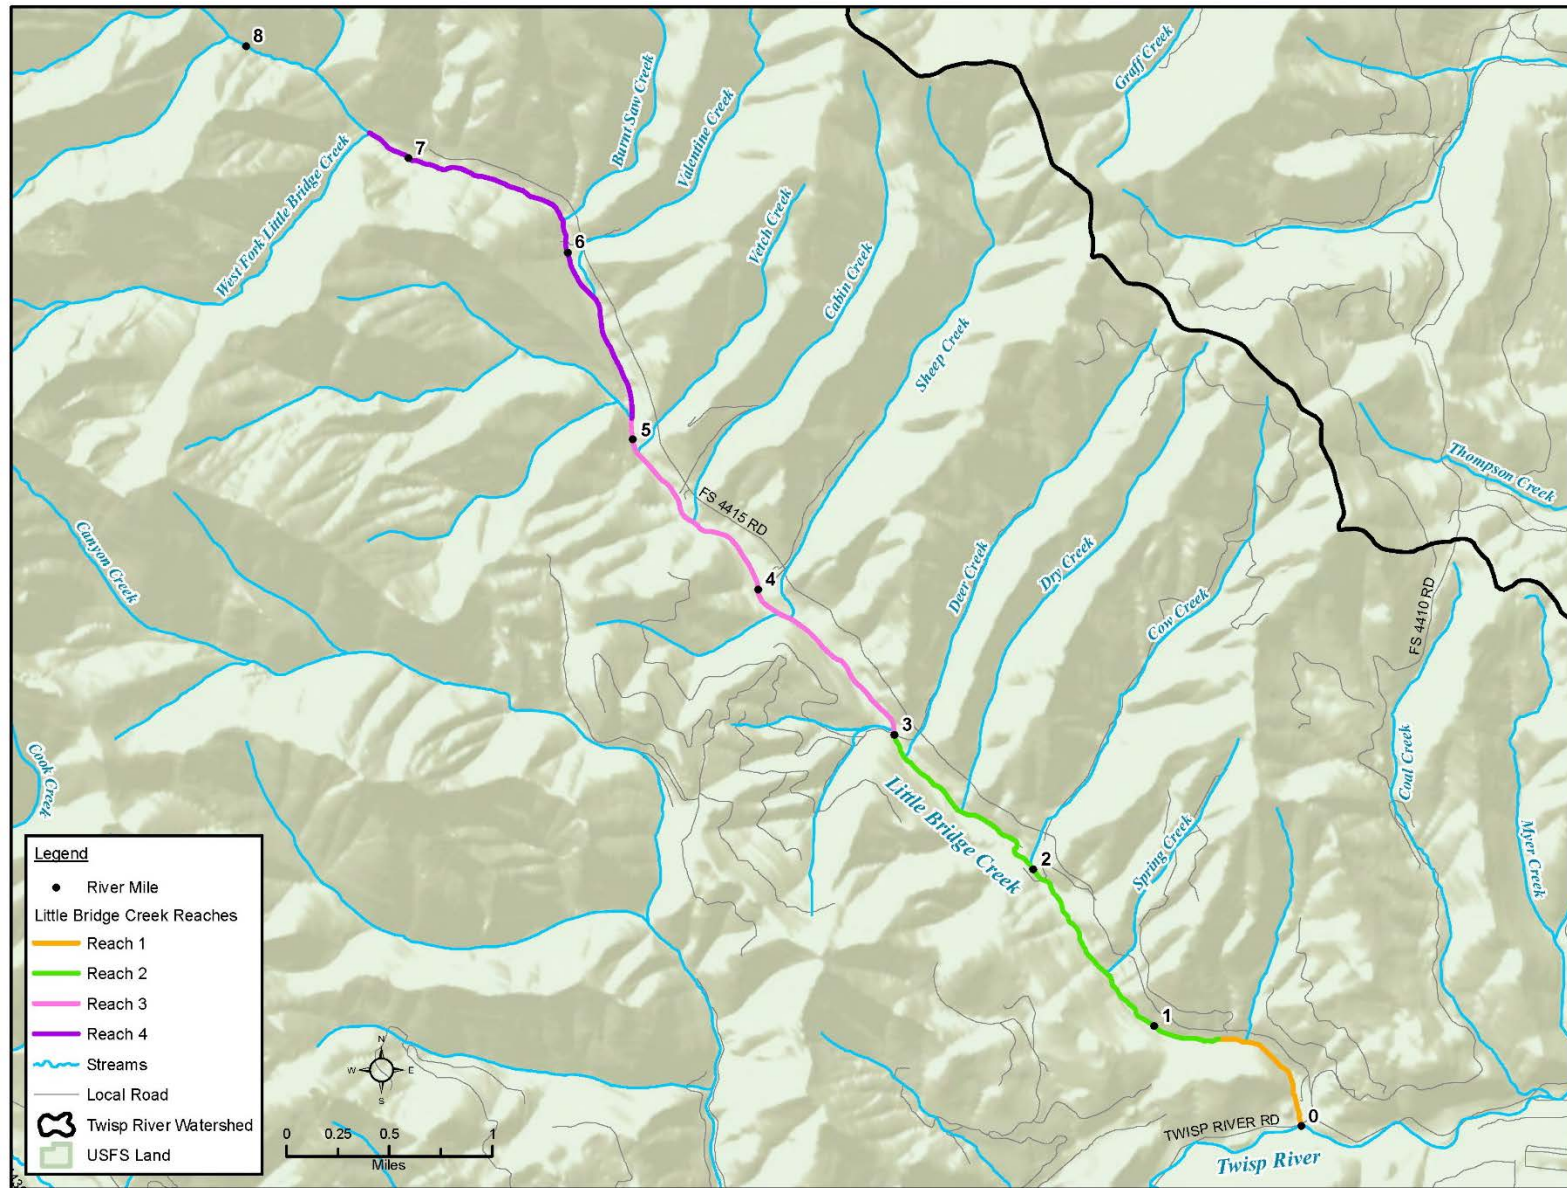 8
Graff Creek
Burnt Saw Creek
Valentine Creek
7
West Fork Little Bridge Creek
Vetch Creek
6
Cabin Creek
Sheep Creek
5
Thompson Creek
FS 4415 RD
Canyon Creek
4
Deer Creek
Dry Creek
Cow Creek
FS 4410 RD
3
Cook Creek
Little Bridge Creek
Coal Creek
2
Spring Creek
Myer Creek
1
0
TWISP RIVER RD
Twisp River
Legend
River Mile
Little Bridge Creek Reaches
Reach 1
Reach 2
Reach 3
Reach 4
Streams
Local Road
Twisp River Watershed
USFS Land
N
W E
S
0 0.25 0.5 1
Miles